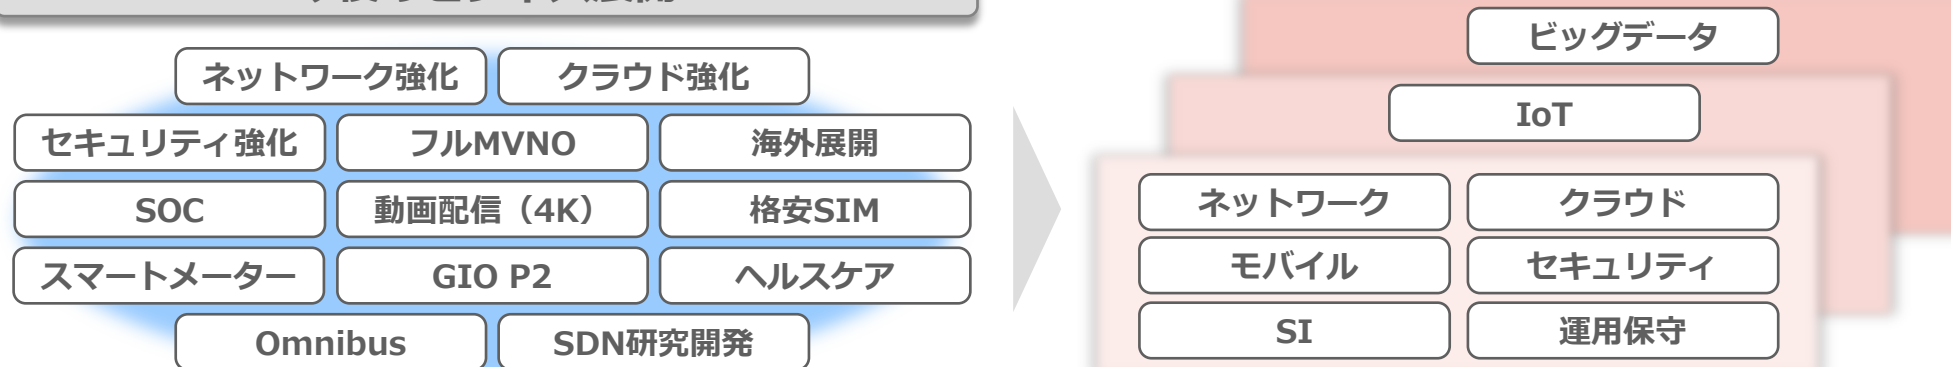 ネットワーク強化 クラウド強化
セキュリティ強化 フルMVNO 海外展開
SOC 動画配信（4K） 格安SIM
スマートメーター GIO P2 ヘルスケア
Omnibus SDN研究開発
ビッグデータ
IoT
ネットワーク クラウド
モバイル セキュリティ
SI 運用保守